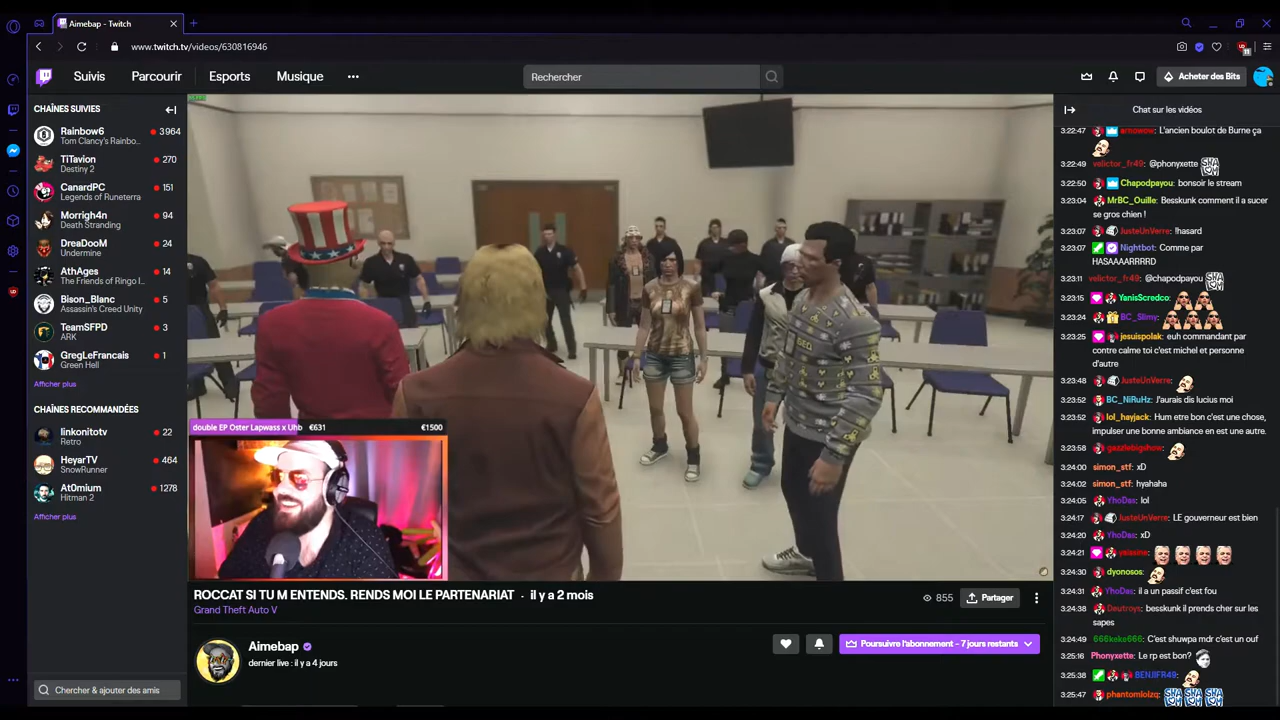 Aimebap - Twitch
www.twitch.tv/videos/630816946
Suivis
Parcourir
Esports
Musique
Rechercher
Acheter des Bits
CHAÎNES SUIVIES
Rainbow6
3964
Tom Clancy's Rainbo...
TiTavion
270
Destiny 2
CanardPC
151
Legends of Runeterra
Morrigh4n
94
Death Stranding
DreaDooM
24
Undermine
AthAges
14
The Friends of Ringo I...
Bison_Blanc
5
Assassin's Creed Unity
TeamSFPD
3
ARK
GregLeFrancais
1
Green Hell
Afficher plus
CHAÎNES RECOMMANDÉES
linkonitotv
22
Retro
HeyarTV
464
SnowRunner
At0mium
1278
Hitman 2
Afficher plus
Chercher & ajouter des amis
double EP Oster Lapwass x Uhb €631 €1500
ROCCAT SI TU M ENTENDS. RENDS MOI LE PARTENARIAT · il y a 2 mois
Grand Theft Auto V
855
Partager
Aimebap
dernier live : il y a 4 jours
Poursuivre l'abonnement - 7 jours restants
Chat sur les vidéos
3:22:47 arnowow: L'ancien boulot de Burne ça
3:22:49 velictor_fr49: @phonyxette
3:22:50 Chapodpayou: bonsoir le stream
3:23:04 MrBC_Ouille: Besskunk comment il a sucer
se gros chien !
3:23:07 JusteUnVerre: !hasard
3:23:07 Nightbot: Comme par
HASAAAARRRRD
3:23:11 velictor_fr49: @chapodpayou
3:23:15 YanisScredco:
3:23:24 BC_Slimy:
3:23:25 jesuispolak: euh commandant par
contre calme toi c'est michel et personne
d'autre
3:23:48 JusteUnVerre:
3:23:52 BC_NiRuHz: J'aurais dis lucius moi
3:23:52 lol_hayjack: Hum etre bon c'est une chose,
impulser une bonne ambiance en est une autre.
3:23:58 gazzlebigshow:
3:24:00 simon_stf: xD
3:24:02 simon_stf: hyahaha
3:24:05 YhoDas: lol
3:24:17 JusteUnVerre: LE gouverneur est bien
3:24:20 YhoDas: xD
3:24:21 yaissine:
3:24:30 dyonosos:
3:24:31 YhoDas: il a un passif c'est fou
3:24:38 Deutroys: besskunk il prends cher sur les
sapes
3:24:49 666keke666: C'est shuwpa mdr c'est un ouf
3:25:16 Phonyxette: Le rp est bon?
3:25:38 BENJIFR49:
3:25:47 phantomlolzq: